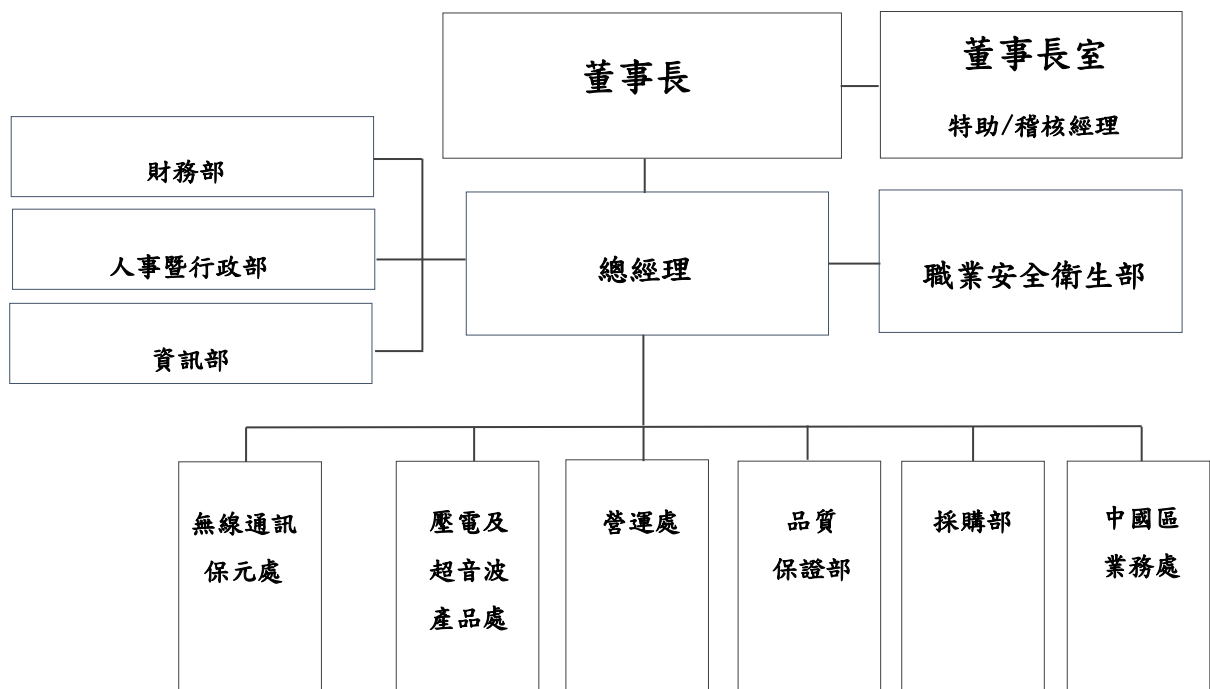 董事長
董事長室
特助/稽核經理
財務部
人事暨行政部
資訊部
總經理
職業安全衛生部
無線通訊
保元處
壓電及
超音波
產品處
營運處
品質
保證部
採購部
中國區
業務處